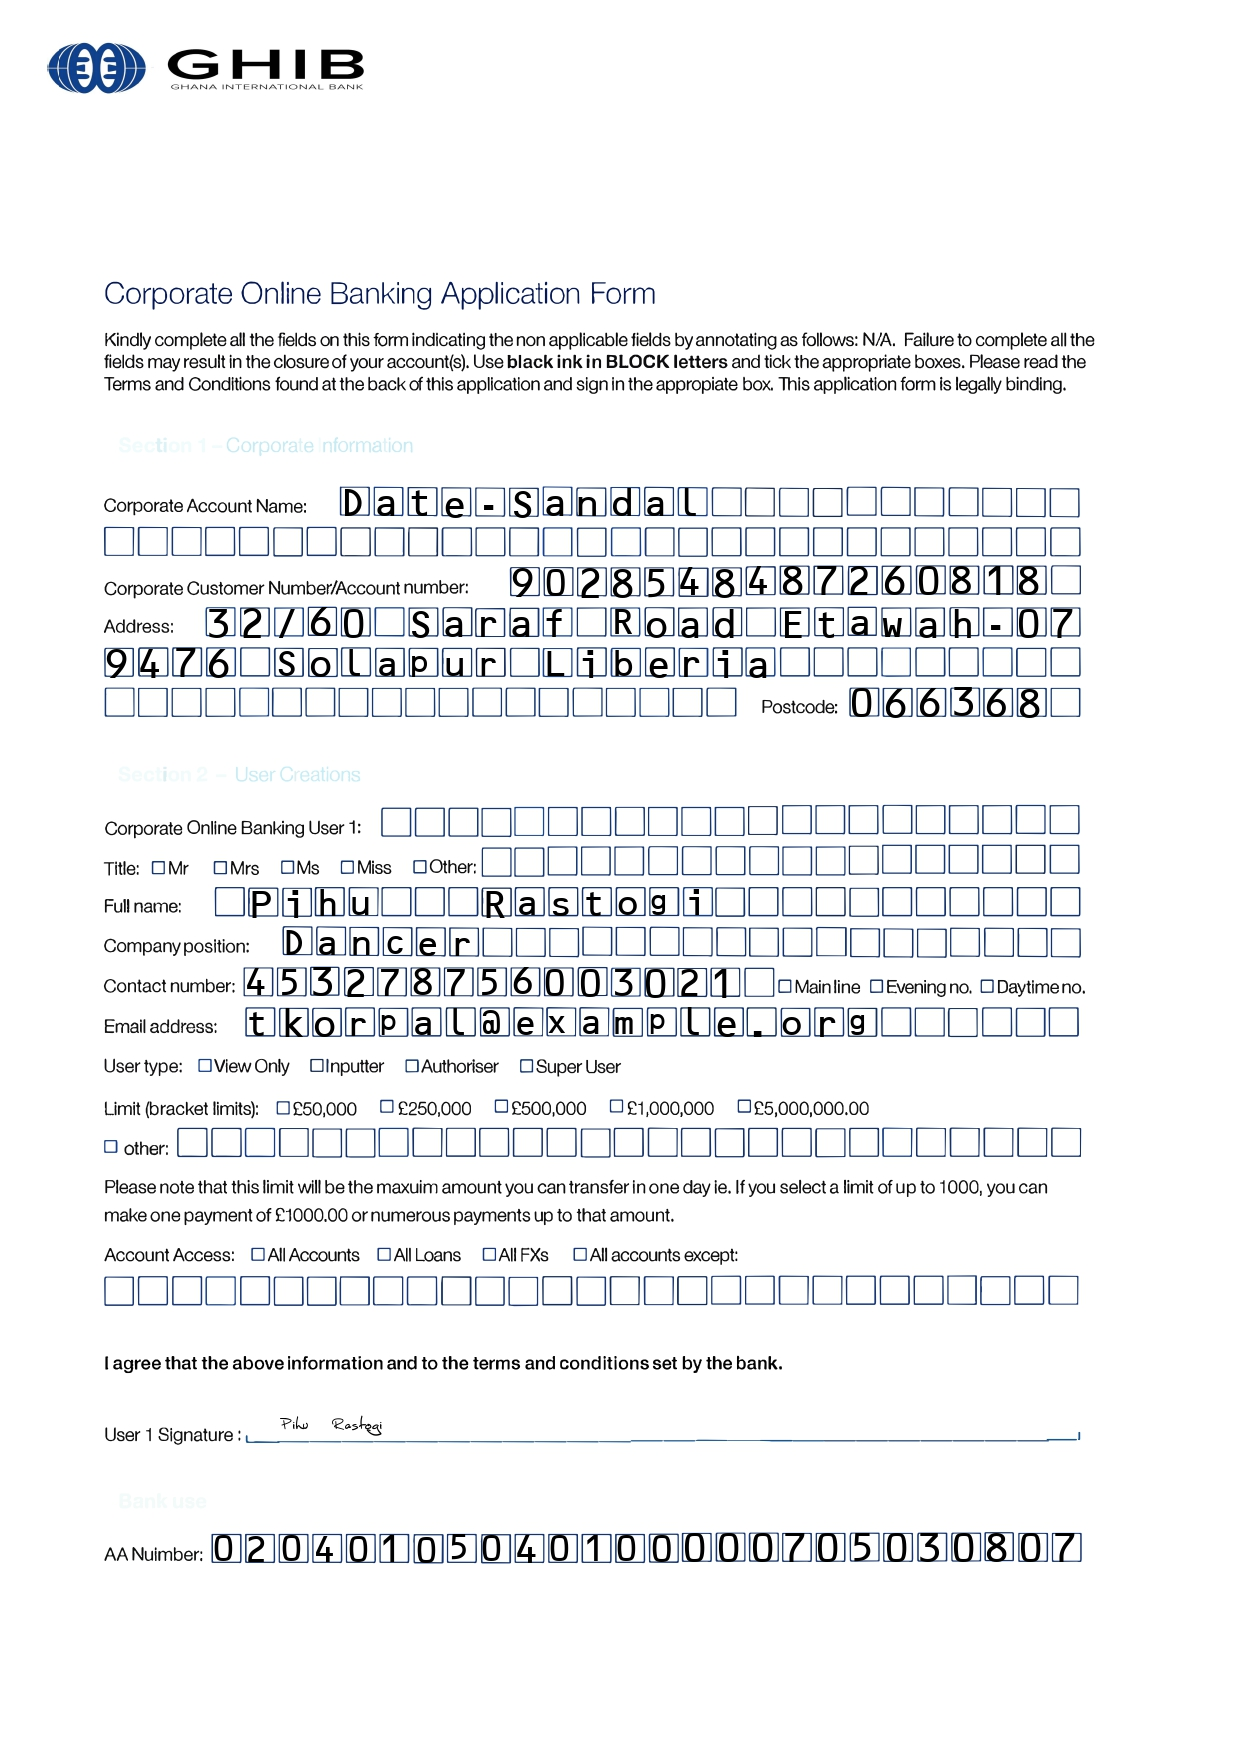 GHIB
GHANA INTERNATIONAL BANK
Corporate Online Banking Application Form
Kindly complete all the fields on this form indicating the non applicable fields by annotating as follows: N/A. Failure to complete all the
fields may result in the closure of your account(s). Use black ink in BLOCK letters and tick the appropriate boxes. Please read the
Terms and Conditions found at the back of this application and sign in the appropiate box. This application form is legally binding.
Section 1 – Corporate Information
Corporate Account Name: Date-Sandal
Corporate Customer Number/Account number: 9028548487260818
Address: 32/60 Saraf Road Etawah-07
9476 Solapur Liberia
Postcode: 066368
Section 2 – User Creations
Corporate Online Banking User 1:
Title: Mr Mrs Ms Miss Other:
Full name: Pihu Rastogi
Company position: Dancer
Contact number: 453278756003021 Main line Evening no. Daytime no.
Email address: tkorpal@example.org
User type: View Only Inputter Authoriser Super User
Limit (bracket limits): £50,000 £250,000 £500,000 £1,000,000 £5,000,000.00
other:
Please note that this limit will be the maxuim amount you can transfer in one day ie. If you select a limit of up to 1000, you can
make one payment of £1000.00 or numerous payments up to that amount.
Account Access: All Accounts All Loans All FXs All accounts except:
I agree that the above information and to the terms and conditions set by the bank.
User 1 Signature : Pihu Rastogi
Bank use
AA Nuimber: 02040105040100000705030807